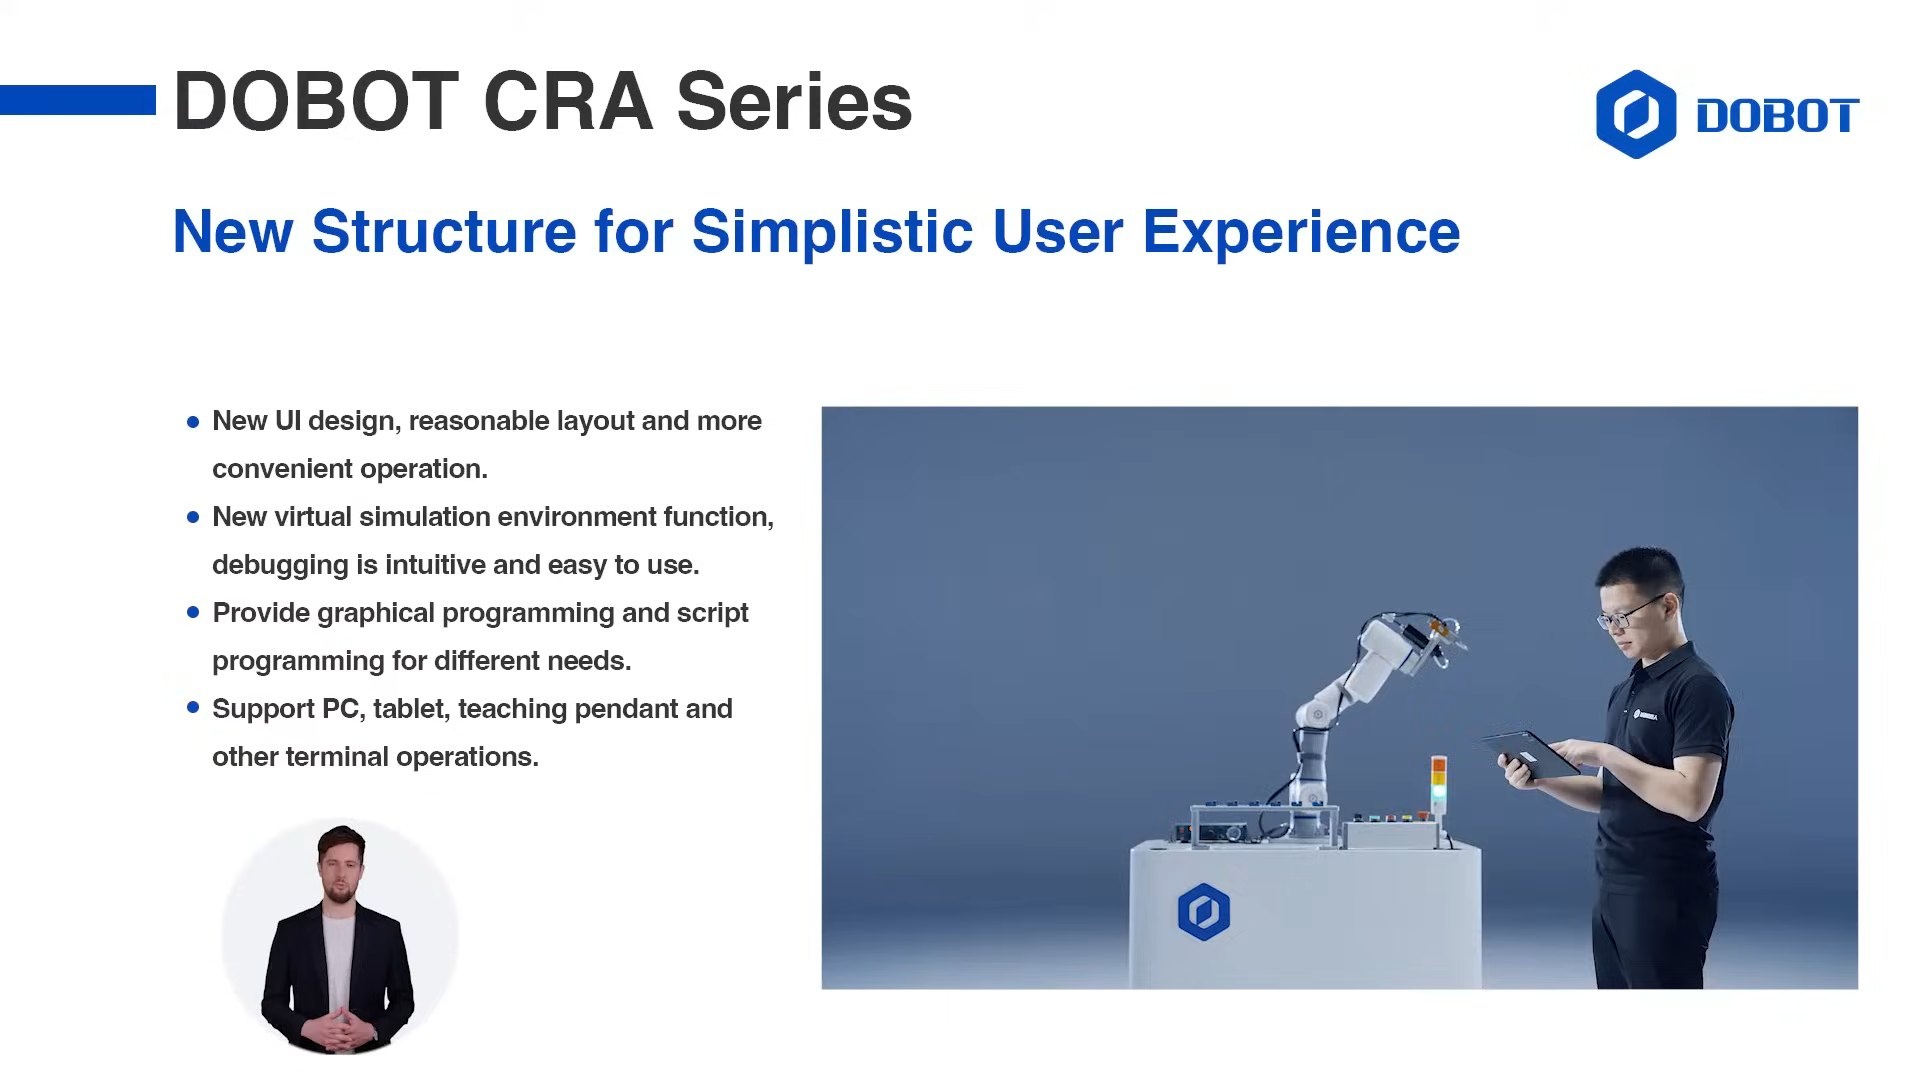 DOBOT CRA Series
DOBOT
New Structure for Simplistic User Experience
New UI design, reasonable layout and more
convenient operation.
New virtual simulation environment function,
debugging is intuitive and easy to use.
Provide graphical programming and script
programming for different needs.
Support PC, tablet, teaching pendant and
other terminal operations.